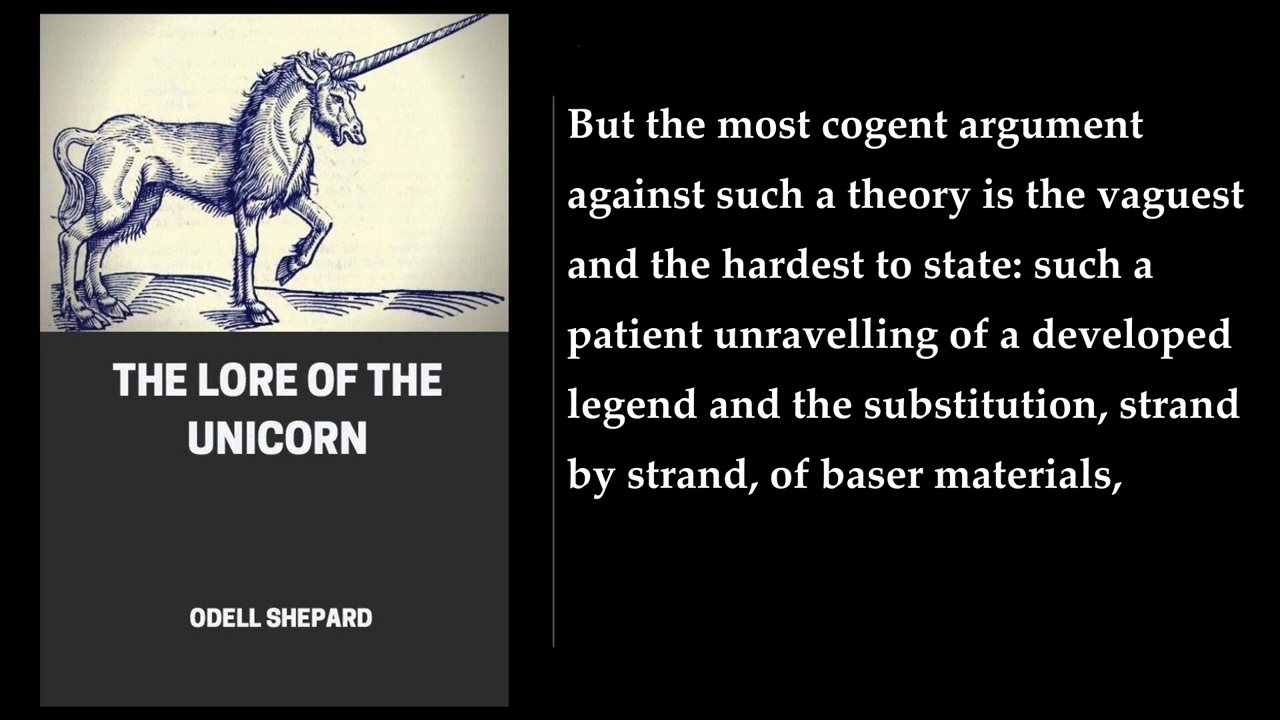 THE LORE OF THE
UNICORN
ODELL SHEPARD
But the most cogent argument
against such a theory is the vaguest
and the hardest to state: such a
patient unravelling of a developed
legend and the substitution, strand
by strand, of baser materials,